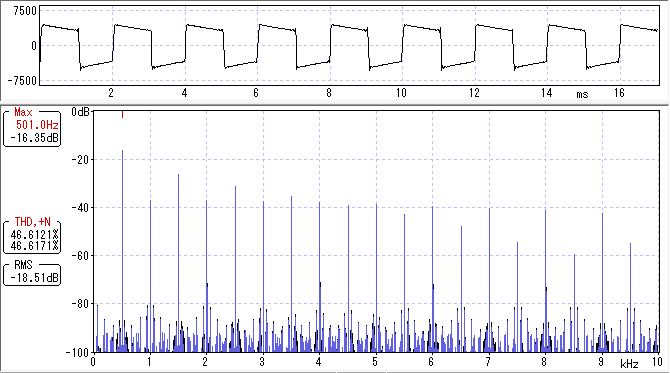 7500
0
-7500
2 4 6 8 10 12 14 ms 16
Max
501.0Hz
-16.35dB
THD,+N
46.6121%
46.6171%
RMS
-18.51dB
0dB
-20
-40
-60
-80
-100
0 1 2 3 4 5 6 7 8 9 kHz 10